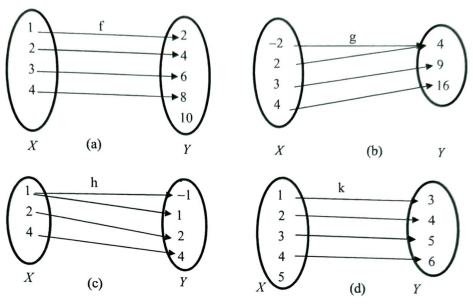 f
1 2
2 4
3 6
4 8
10
X (a) Y
g
−2 4
2 9
3 16
4
X (b) Y
h
1 −1
1
2 2
4 4
X (c) Y
k
1 3
2 4
3 5
4 6
5
X (d) Y